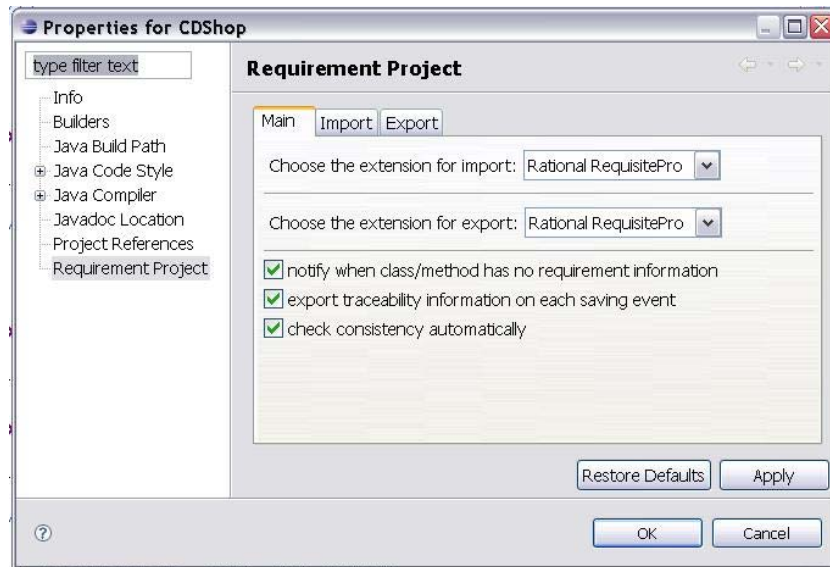 Properties for CDShop
type filter text
Info
Builders
Java Build Path
Java Code Style
Java Compiler
Javadoc Location
Project References
Requirement Project
Requirement Project
Main Import Export
Choose the extension for import: Rational RequisitePro
Choose the extension for export: Rational RequisitePro
notify when class/method has no requirement information
export traceability information on each saving event
check consistency automatically
Restore Defaults Apply
? OK Cancel